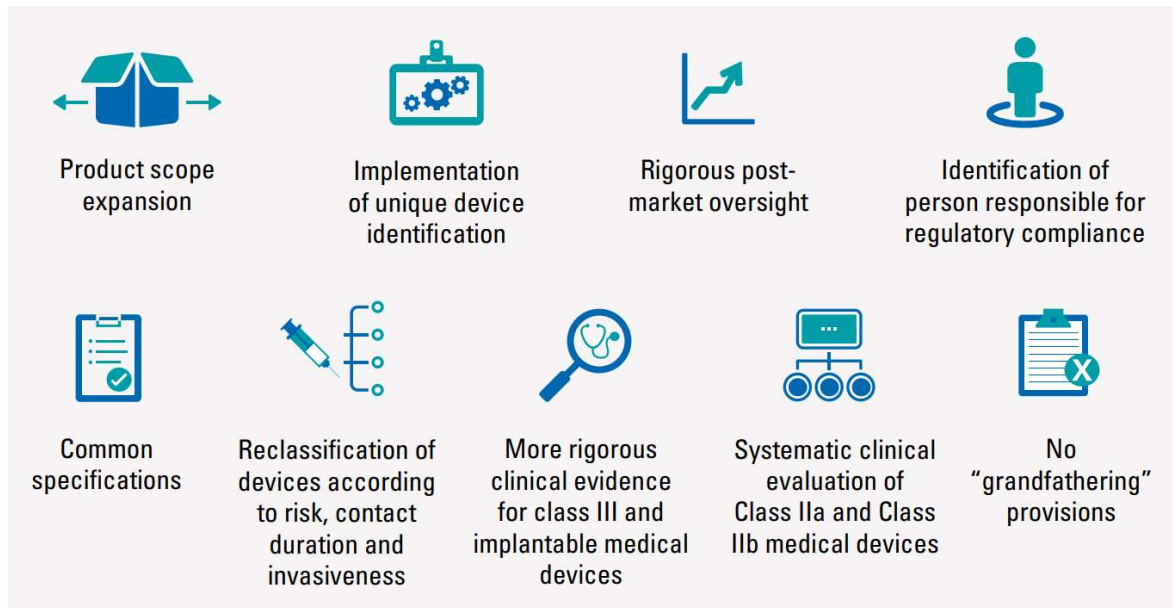 Product scope
expansion
Implementation
of unique device
identification
Rigorous post-
market oversight
Identification of
person responsible for
regulatory compliance
Common
specifications
Reclassification of
devices according
to risk, contact
duration and
invasiveness
More rigorous
clinical evidence
for class III and
implantable medical
devices
Systematic clinical
evaluation of
Class IIa and Class
IIb medical devices
X
No
“grandfathering”
provisions